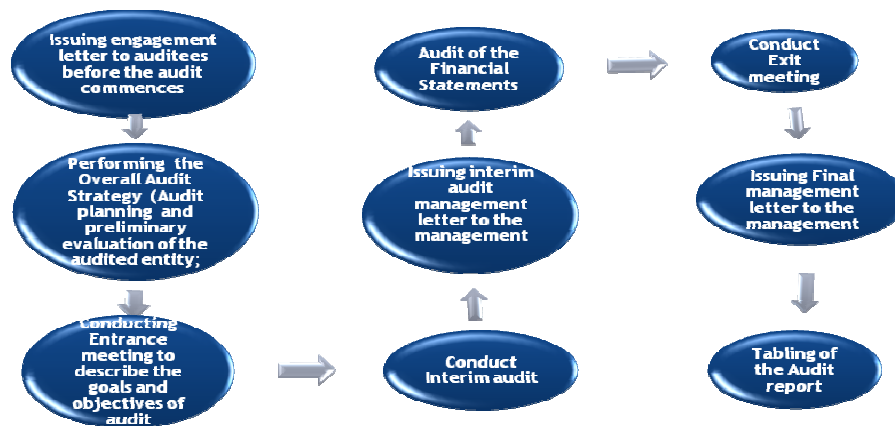 Issuing engagement
letter to auditees
before the audit
commences
Performing the
Overall Audit
Strategy (Audit
planning and
preliminary
evaluation of the
audited entity;
Conducting
Entrance
meeting to
describe the
goals and
objectives of
audit
Conduct
Interim audit
Issuing interim
audit
management
letter to the
management
Audit of the
Financial
Statements
Conduct
Exit
meeting
Issuing Final
management
letter to the
management
Tabling of
the Audit
report